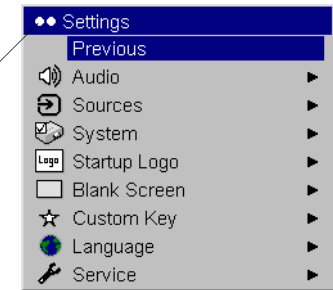 Settings
Previous
Audio
Sources
System
Logo Startup Logo
Blank Screen
Custom Key
Language
Service